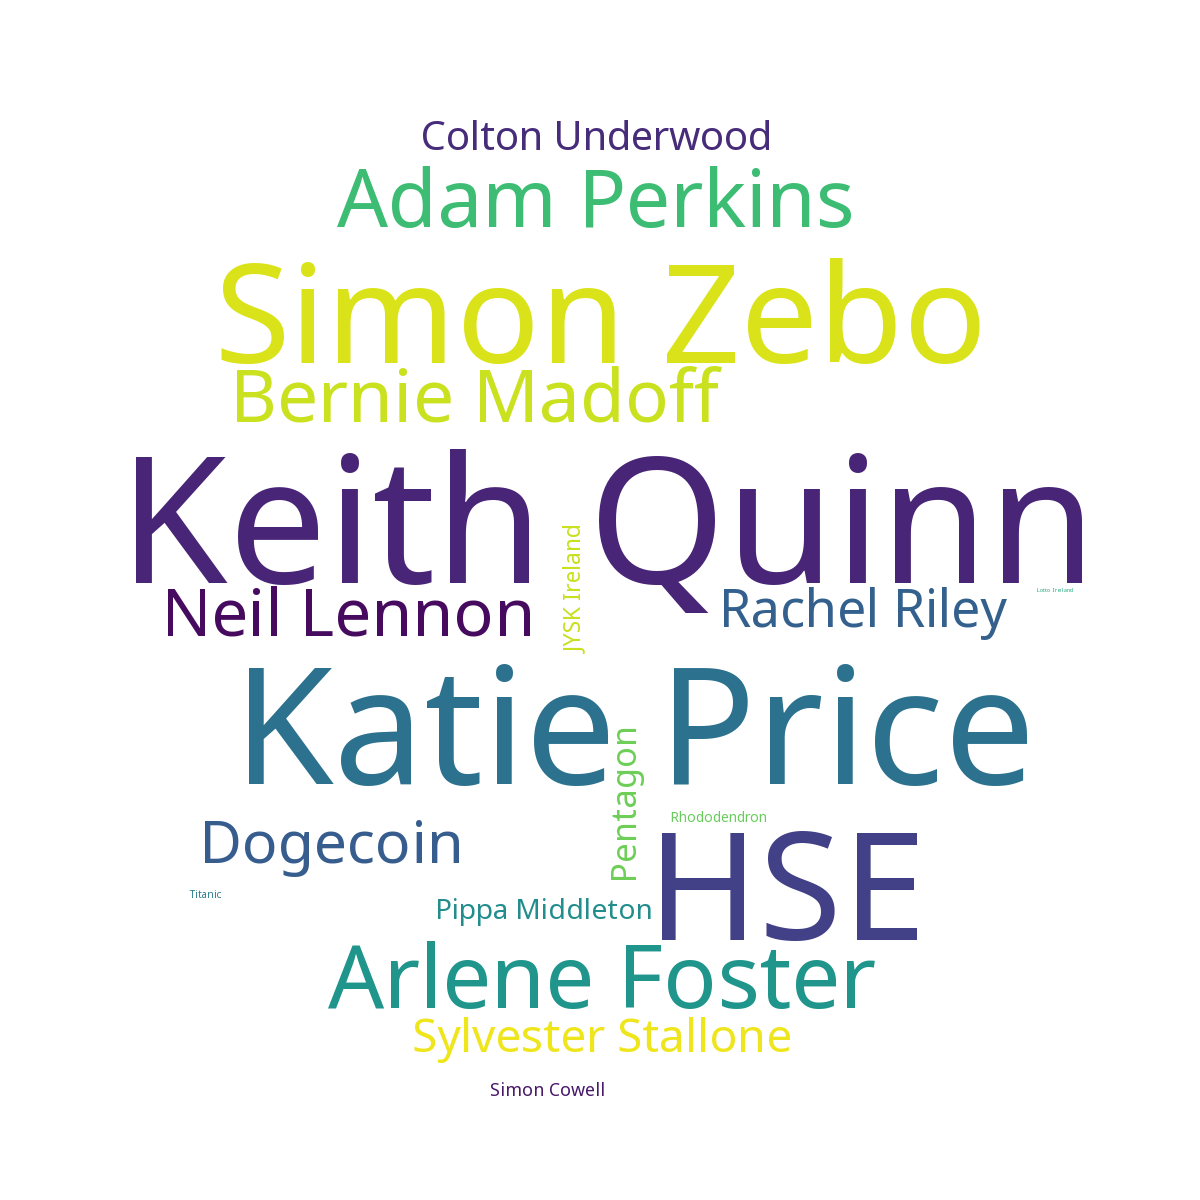 Colton Underwood
Adam Perkins
Simon Zebo
Bernie Madoff
Keith Quinn
JYSK Ireland
Neil Lennon
Rachel Riley
Lotto Ireland
Katie Price
Pentagon
Rhododendron
Dogecoin
HSE
Titanic
Pippa Middleton
Arlene Foster
Sylvester Stallone
Simon Cowell